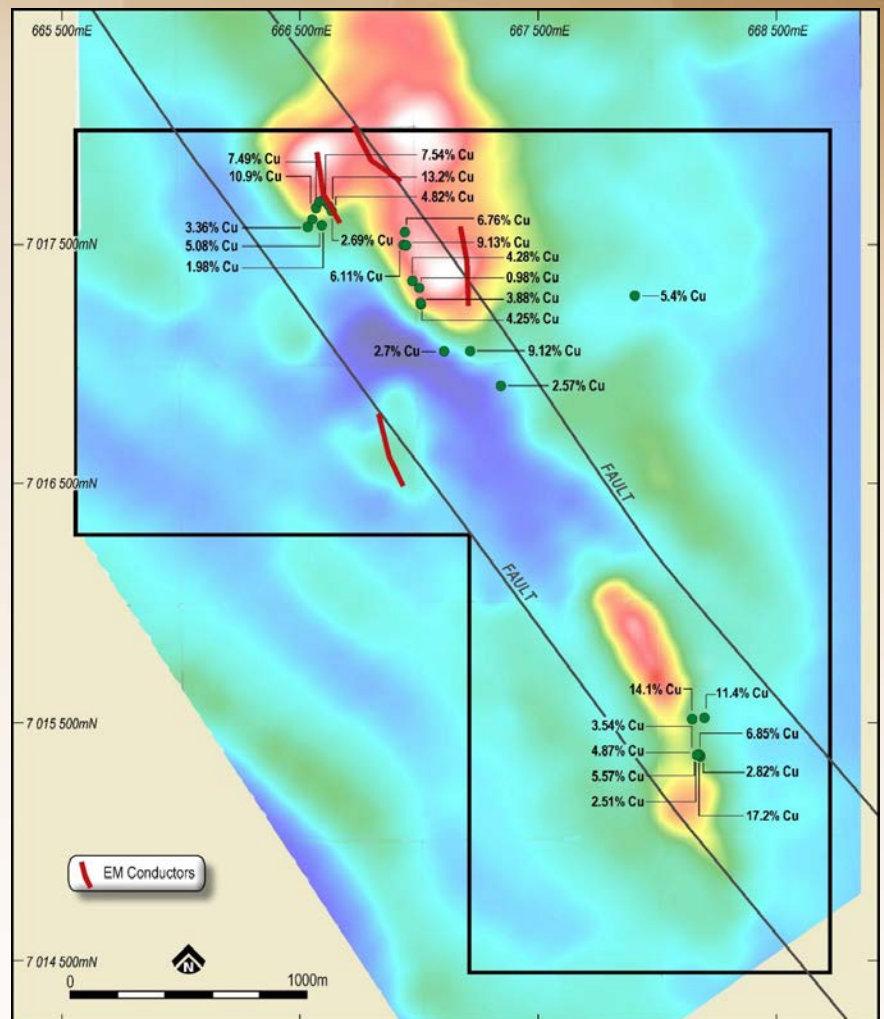 665 500mE
666 500mE
667 500mE
668 500mE
7.49% Cu
7.54% Cu
10.9% Cu
13.2% Cu
4.82% Cu
3.36% Cu
6.76% Cu
5.08% Cu
2.69% Cu
9.13% Cu
7 017 500mN
1.98% Cu
4.28% Cu
6.11% Cu
0.98% Cu
3.88% Cu
5.4% Cu
4.25% Cu
2.7% Cu
9.12% Cu
2.57% Cu
7 016 500mN
FAULT
FAULT
14.1% Cu
11.4% Cu
7 015 500mN
3.54% Cu
6.85% Cu
4.87% Cu
5.57% Cu
2.82% Cu
2.51% Cu
17.2% Cu
EM Conductors
7 014 500mN
N
0
1000m